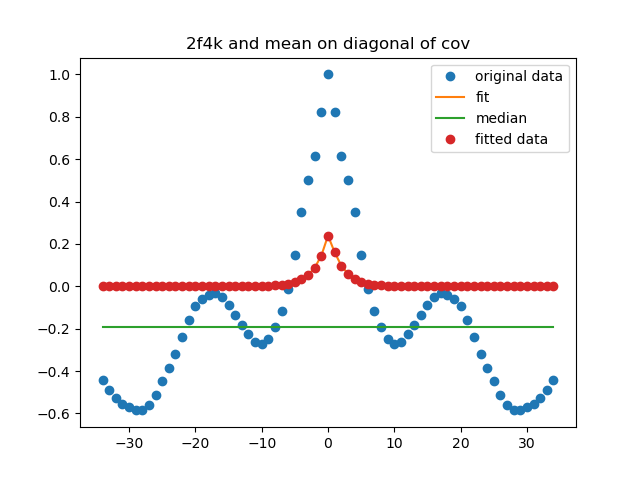 2f4k and mean on diagonal of cov
original data
fit
median
fitted data
1.0
0.8
0.6
0.4
0.2
0.0
−0.2
−0.4
−0.6
−30 −20 −10 0 10 20 30